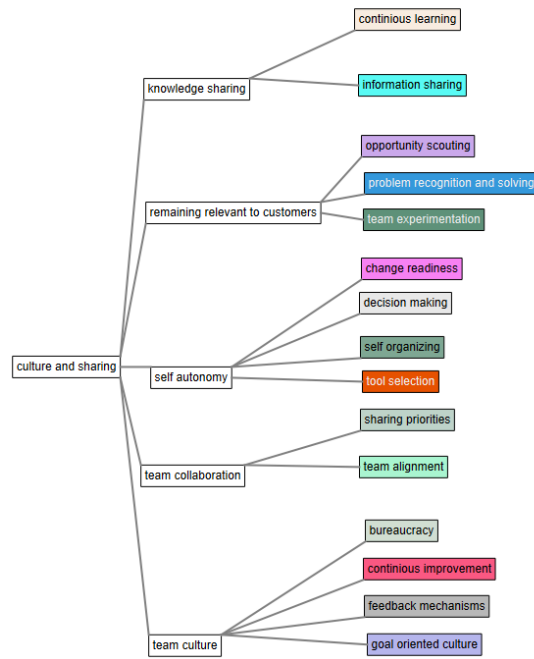 continious learning
knowledge sharing
information sharing
opportunity scouting
problem recognition and solving
remaining relevant to customers
team experimentation
change readiness
decision making
self organizing
culture and sharing
self autonomy
tool selection
sharing priorities
team alignment
team collaboration
bureaucracy
continious improvement
feedback mechanisms
goal oriented culture
team culture